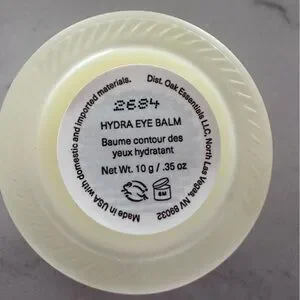 Made in USA with domestic and imported materials.
Dist. Oak Essentials LLC, North Las Vegas, NV 89032
2684
HYDRA EYE BALM
Baume contour des
yeux hydratant
Net Wt. 10 g / .35 oz
6M